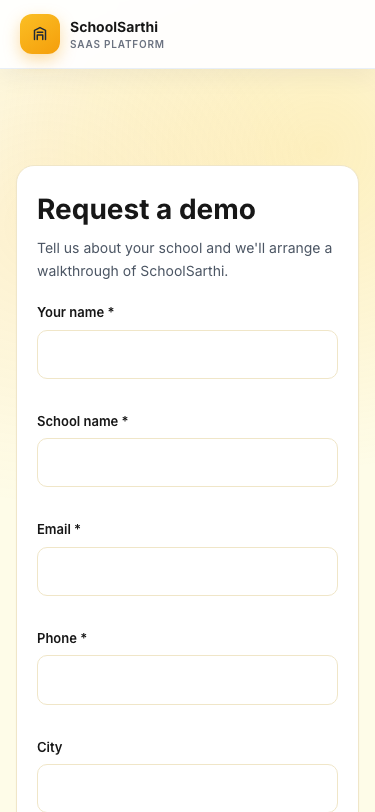 SchoolSarthi
SAAS PLATFORM
Request a demo
Tell us about your school and we'll arrange a
walkthrough of SchoolSarthi.
Your name *
School name *
Email *
Phone *
City